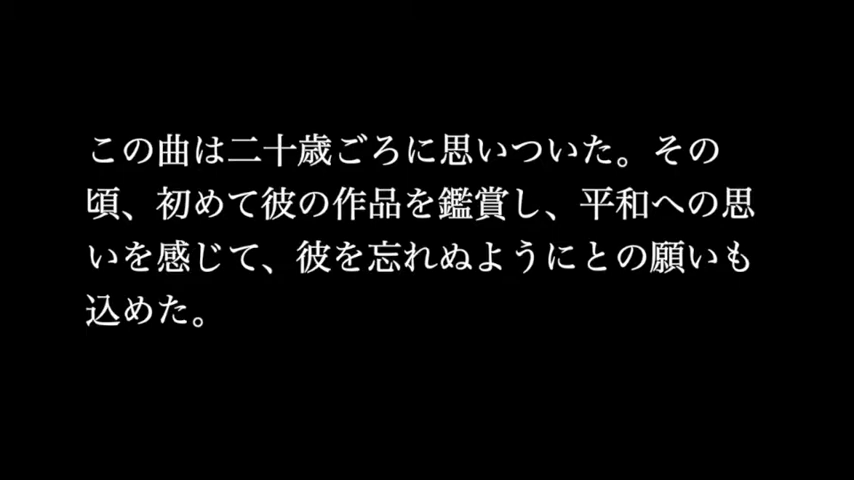 この曲は二十歳ごろに思いついた。その
頃、初めて彼の作品を鑑賞し、平和への思
いを感じて、彼を忘れぬようにとの願いも
込めた。